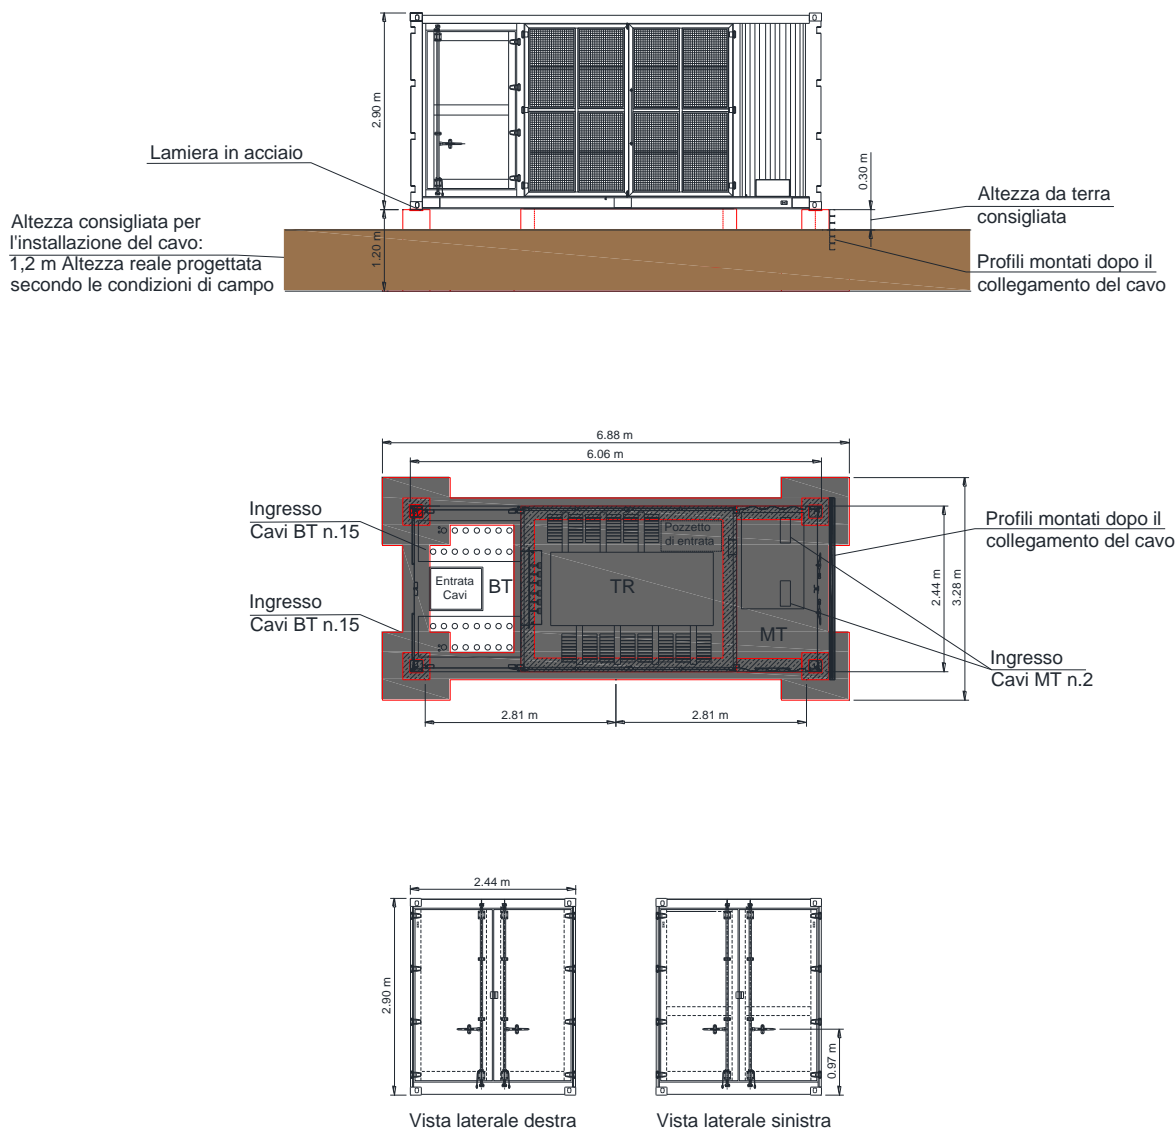 2.90 m
Lamiera in acciaio
0.30 m
Altezza da terra
consigliata
Altezza consigliata per
l'installazione del cavo:
1,2 m Altezza reale progettata
secondo le condizioni di campo
1.20 m
Profili montati dopo il
collegamento del cavo
6.88 m
6.06 m
Ingresso
Cavi BT n.15
Pozzetto
di entrata
Profili montati dopo il
collegamento del cavo
Entrata
Cavi
BT
TR
MT
2.44 m
3.28 m
Ingresso
Cavi BT n.15
Ingresso
Cavi MT n.2
2.81 m
2.81 m
2.44 m
2.90 m
0.97 m
Vista laterale destra
Vista laterale sinistra